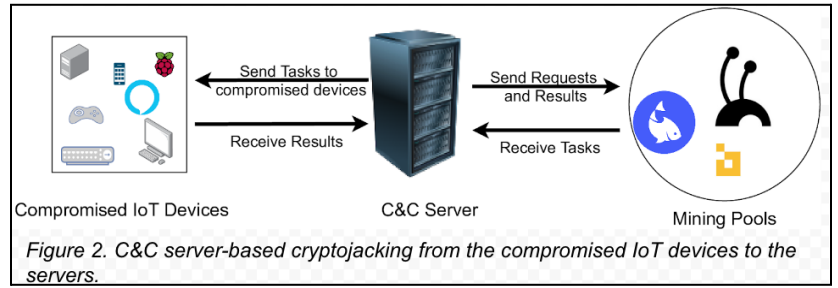 Send Tasks to
compromised devices
Receive Results
Send Requests
and Results
Receive Tasks
Compromised IoT Devices
C&C Server
Mining Pools
Figure 2. C&C server-based cryptojacking from the compromised IoT devices to the
servers.